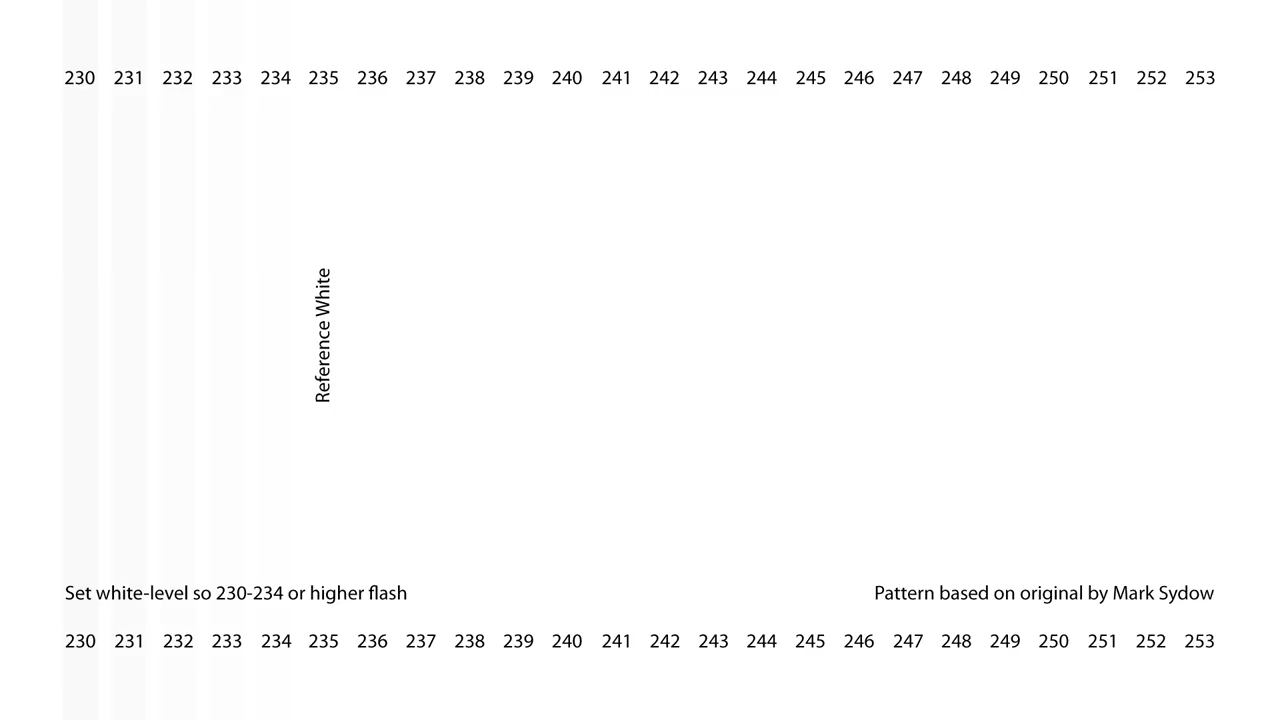 230 231 232 233 234 235 236 237 238 239 240 241 242 243 244 245 246 247 248 249 250 251 252 253
Reference White
Set white-level so 230-234 or higher flash
Pattern based on original by Mark Sydow
230 231 232 233 234 235 236 237 238 239 240 241 242 243 244 245 246 247 248 249 250 251 252 253